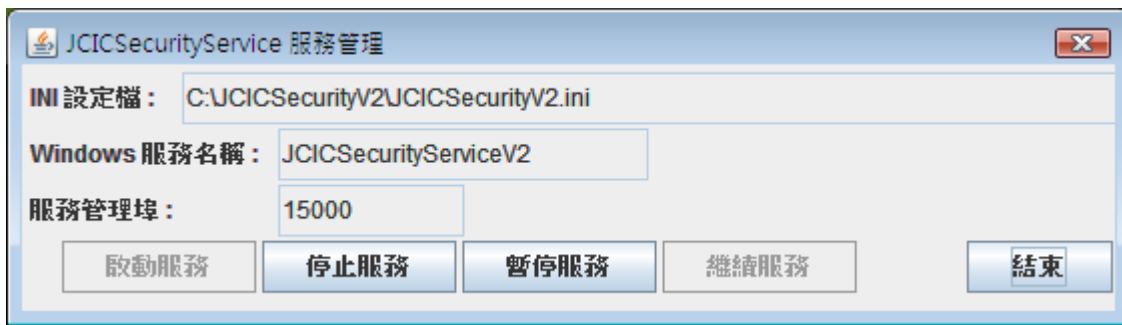 JCICSecurityService 服務管理
INI 設定檔： C:\JCICSecurityV2\JCICSecurityV2.ini
Windows 服務名稱： JCICSecurityServiceV2
服務管理埠： 15000
啟動服務 停止服務 暫停服務 繼續服務 結束